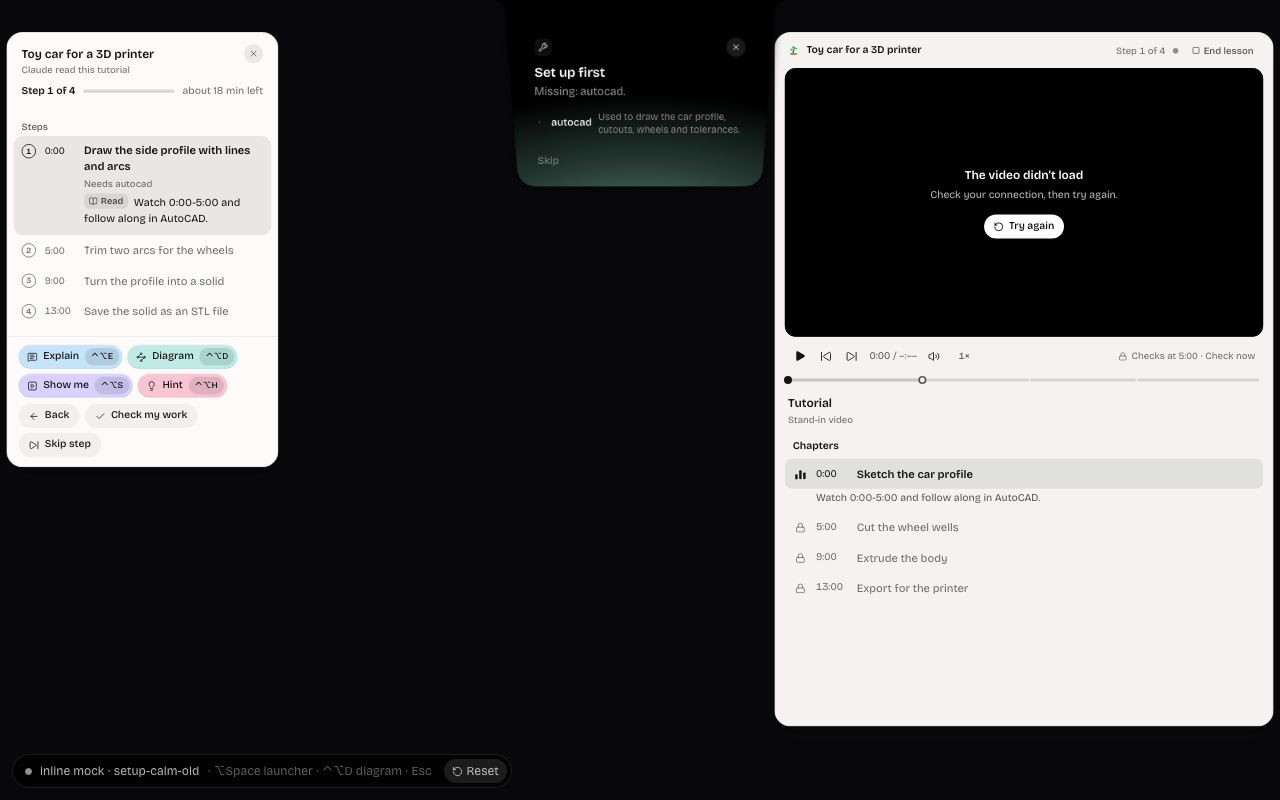 Toy car for a 3D printer
Claude read this tutorial
Step 1 of 4
about 18 min left
Steps
1 0:00 Draw the side profile with lines
and arcs
Needs autocad
Read Watch 0:00-5:00 and
follow along in AutoCAD.
2 5:00 Trim two arcs for the wheels
3 9:00 Turn the profile into a solid
4 13:00 Save the solid as an STL file
Explain ^⌥E Diagram ^⌥D
Show me ^⌥S Hint ^⌥H
Back Check my work
Skip step
Set up first
Missing: autocad.
· autocad Used to draw the car profile,
cutouts, wheels and tolerances.
Skip
Toy car for a 3D printer
Step 1 of 4 End lesson
The video didn't load
Check your connection, then try again.
Try again
0:00 / –:–– 1× Checks at 5:00 · Check now
Tutorial
Stand-in video
Chapters
0:00 Sketch the car profile
Watch 0:00-5:00 and follow along in AutoCAD.
5:00 Cut the wheel wells
9:00 Extrude the body
13:00 Export for the printer
inline mock · setup-calm-old · ⌥Space launcher · ^⌥D diagram · Esc Reset